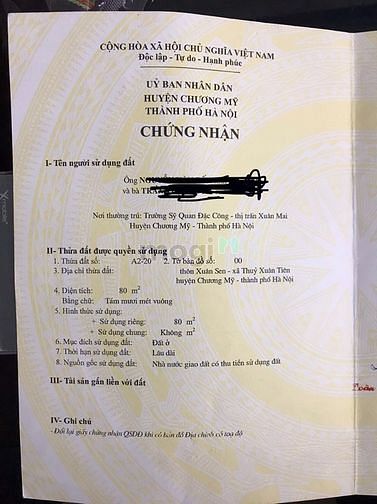 CỘNG HÒA XÃ HỘI CHỦ NGHĨA VIỆT NAM
Độc lập - Tự do - Hạnh phúc
UỶ BAN NHÂN DÂN
HUYỆN CHƯƠNG MỸ
THÀNH PHỐ HÀ NỘI
CHỨNG NHẬN
I- Tên người sử dụng đất
Ông
và bà
Nơi thường trú: Trường Sỹ Quan Đặc Công - thị trấn Xuân Mai
Huyện Chương Mỹ - Thành phố Hà Nội
II- Thửa đất được quyền sử dụng
1. Thửa đất số: A2-20 2. Tờ bản đồ số: 00
3. Địa chỉ thửa đất: thôn Xuân Sen - xã Thuỷ Xuân Tiên
huyện Chương Mỹ - thành phố Hà Nội
4. Diện tích: 80 m²
Bằng chữ: Tám mươi mét vuông
5. Hình thức sử dụng:
+ Sử dụng riêng: 80 m²
+ Sử dụng chung: Không m²
6. Mục đích sử dụng đất: Đất ở
7. Thời hạn sử dụng đất: Lâu dài
8. Nguồn gốc sử dụng đất: Nhà nước giao đất có thu tiền sử dụng đất
III- Tài sản gắn liền với đất
IV- Ghi chú
- Đổi lại giấy chứng nhận QSDĐ khi có bản đồ Địa chính có toạ độ
mogi